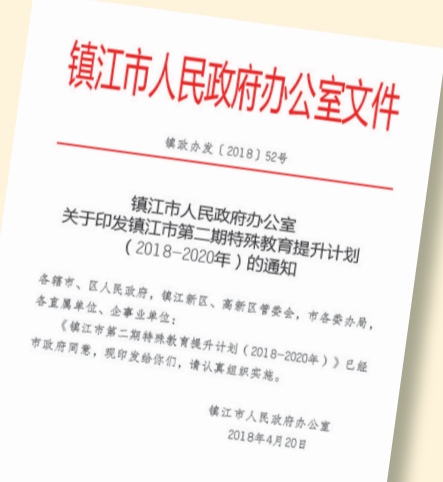 镇江市人民政府办公室文件
镇政办发〔2018〕52号
镇江市人民政府办公室
关于印发镇江市第二期特殊教育提升计划
（2018-2020年）的通知
各辖市、区人民政府，镇江新区、高新区管委会，市各委办局，
各直属单位、企事业单位：
《镇江市第二期特殊教育提升计划（2018-2020年）》已经
市政府同意，现印发给你们，请认真组织实施。
镇江市人民政府办公室
2018年4月20日